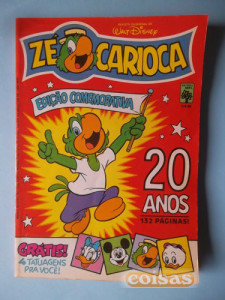 WALT DISNEY
ZÉ CARIOCA
EDIÇÃO COMEMORATIVA
20
ANOS
132 PÁGINAS!
GRÁTIS!
4 TATUAGENS
PRA VOCÊ!
coisas